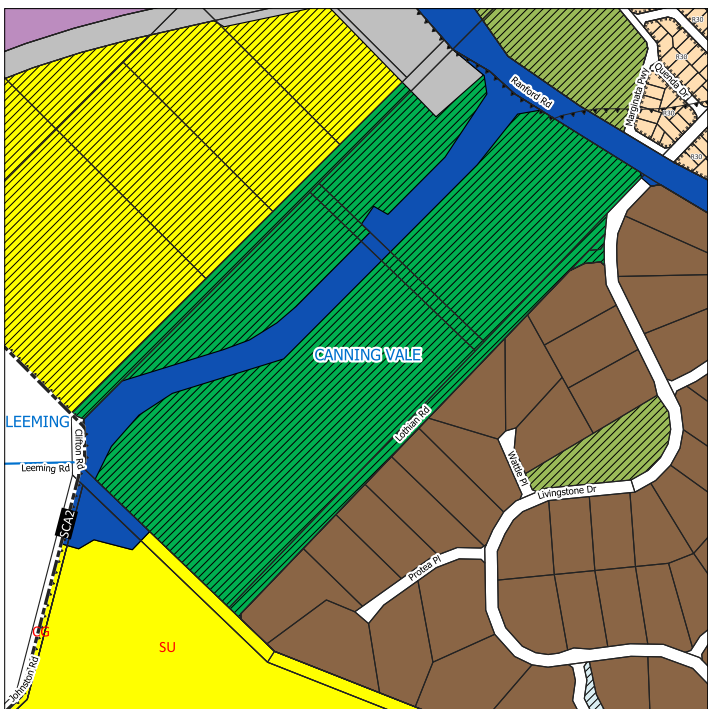 R30
R30
Querida Dr
Marginata Pwy
R30
R30
Ranford Rd
CANNING VALE
LEEMING
Clifton Rd
Leeming Rd
Lothian Rd
Wattle Pl
Livingstone Dr
SCA2
Protea Pl
CG
SU
Johnston Rd